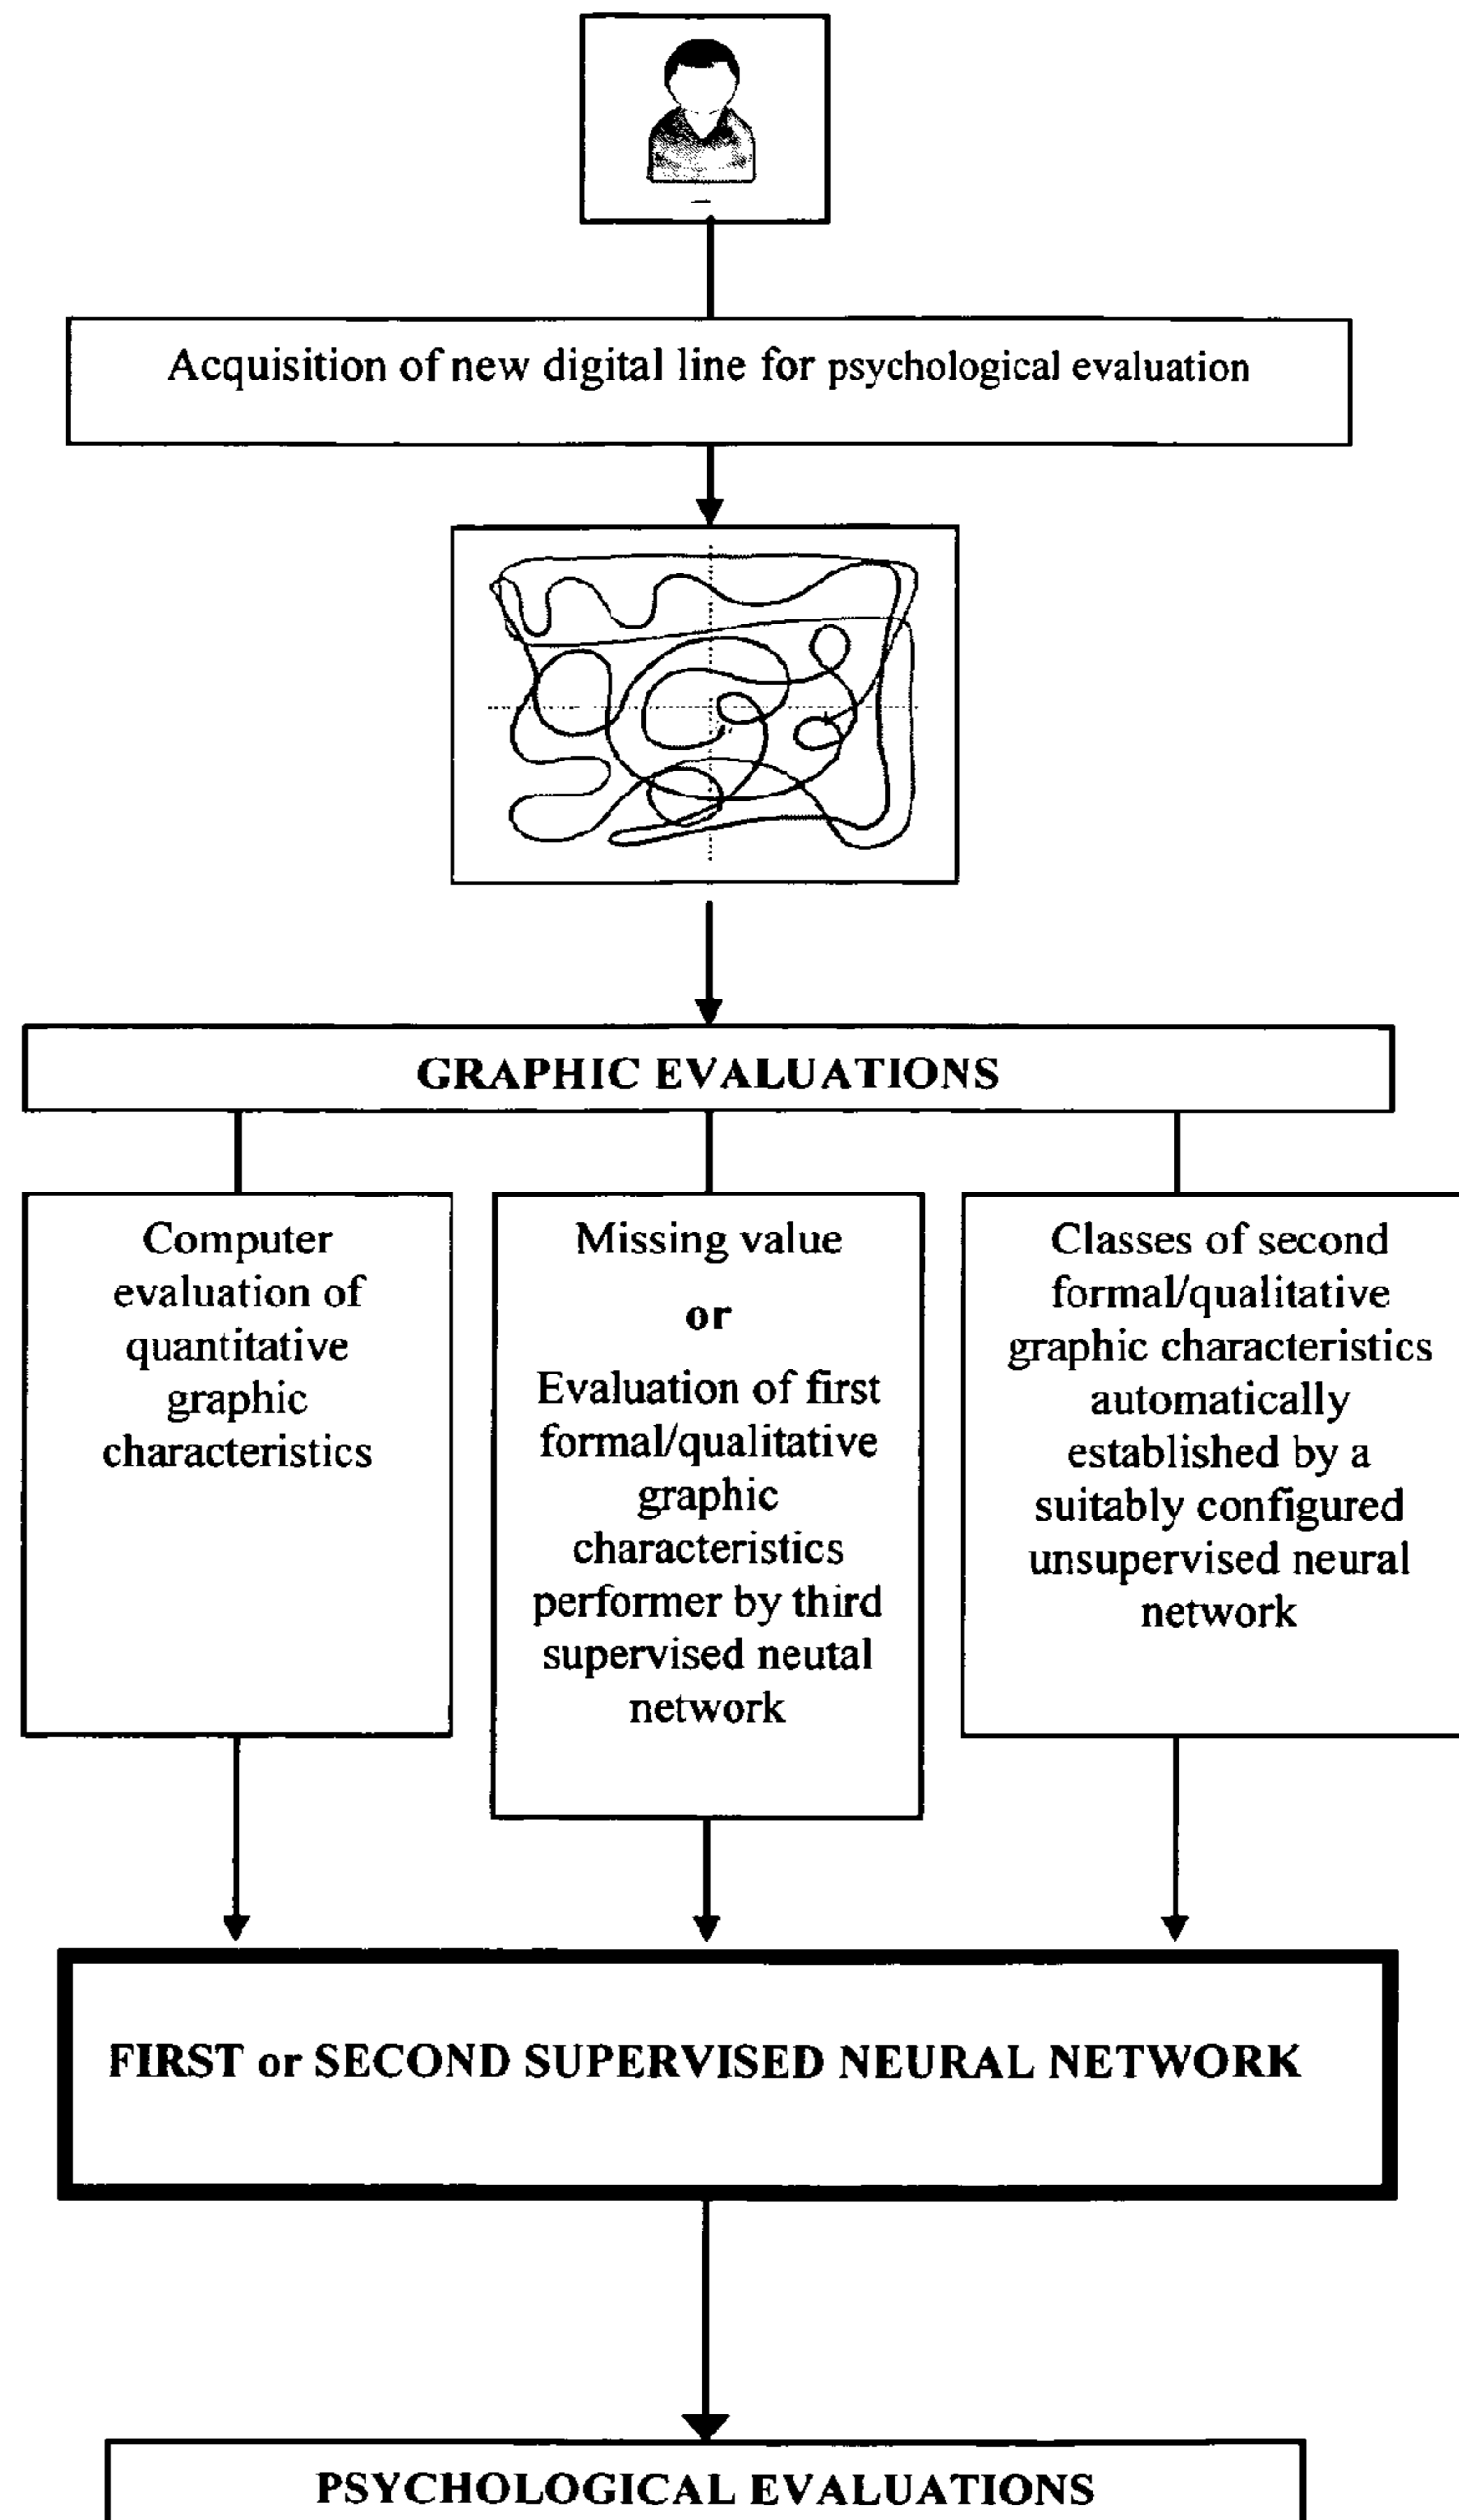 Acquisition of new digital line for psychological evaluation
GRAPHIC EVALUATIONS
Computer
evaluation of
quantitative
graphic
characteristics
Missing value
or
Evaluation of first
formal/qualitative
graphic
characteristics
performer by third
supervised neutal
network
Classes of second
formal/qualitative
graphic characteristics
automatically
established by a
suitably configured
unsupervised neural
network
FIRST or SECOND SUPERVISED NEURAL NETWORK
PSYCHOLOGICAL EVALUATIONS